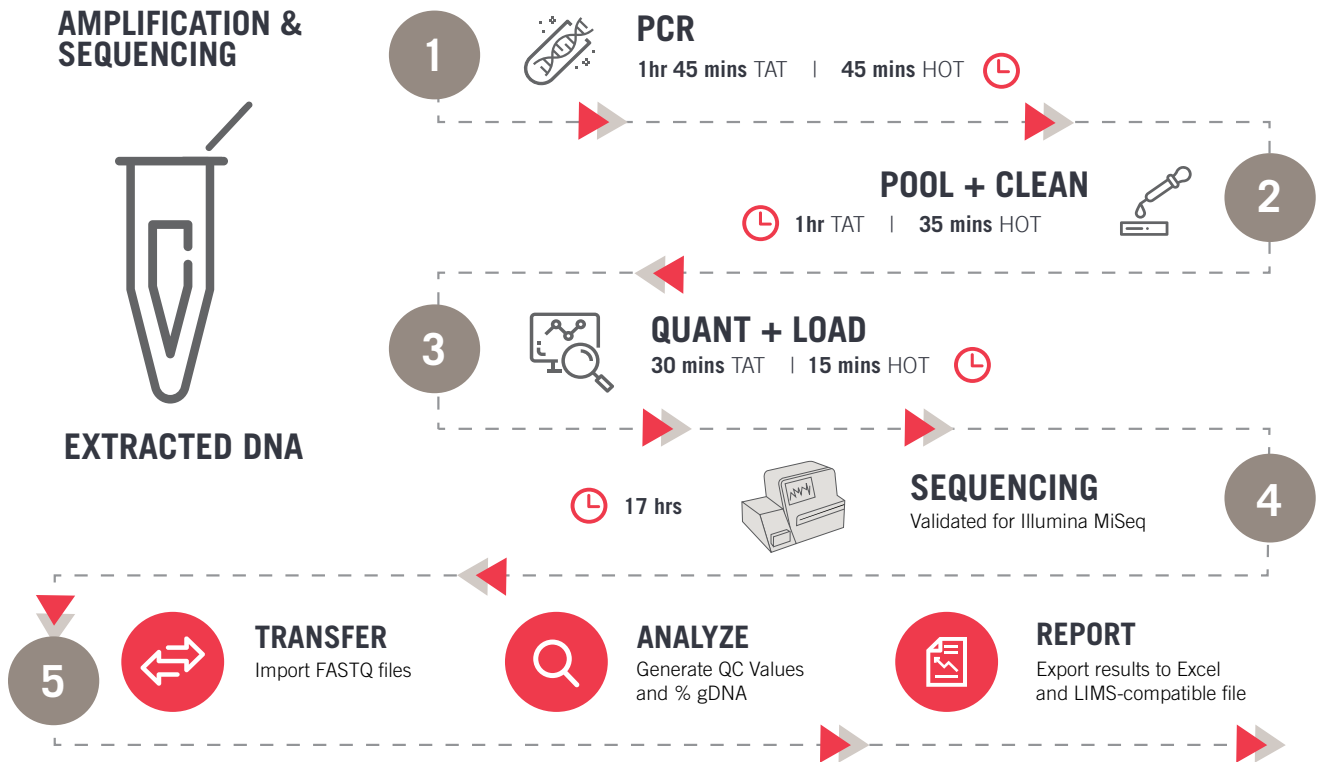 AMPLIFICATION &
SEQUENCING
EXTRACTED DNA
1
PCR
1hr 45 mins TAT | 45 mins HOT
POOL + CLEAN
1hr TAT | 35 mins HOT
2
3
QUANT + LOAD
30 mins TAT | 15 mins HOT
17 hrs
SEQUENCING
Validated for Illumina MiSeq
4
5
TRANSFER
Import FASTQ files
ANALYZE
Generate QC Values
and % gDNA
REPORT
Export results to Excel
and LIMS-compatible file